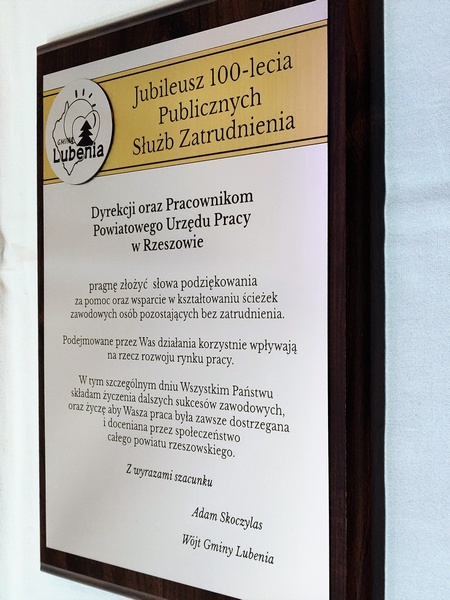 Jubileusz 100-lecia
Publicznych
Służb Zatrudnienia
GMINA
Lubenia
Dyrekcji oraz Pracownikom
Powiatowego Urzędu Pracy
w Rzeszowie
pragnę złożyć słowa podziękowania
za pomoc oraz wsparcie w kształtowaniu ścieżek
zawodowych osób pozostających bez zatrudnienia.
Podejmowane przez Was działania korzystnie wpływają
na rzecz rozwoju rynku pracy.
W tym szczególnym dniu Wszystkim Państwu
składam życzenia dalszych sukcesów zawodowych,
oraz życzę aby Wasza praca była zawsze dostrzegana
i doceniana przez społeczeństwo
całego powiatu rzeszowskiego.
Z wyrazami szacunku
Adam Skoczylas
Wójt Gminy Lubenia